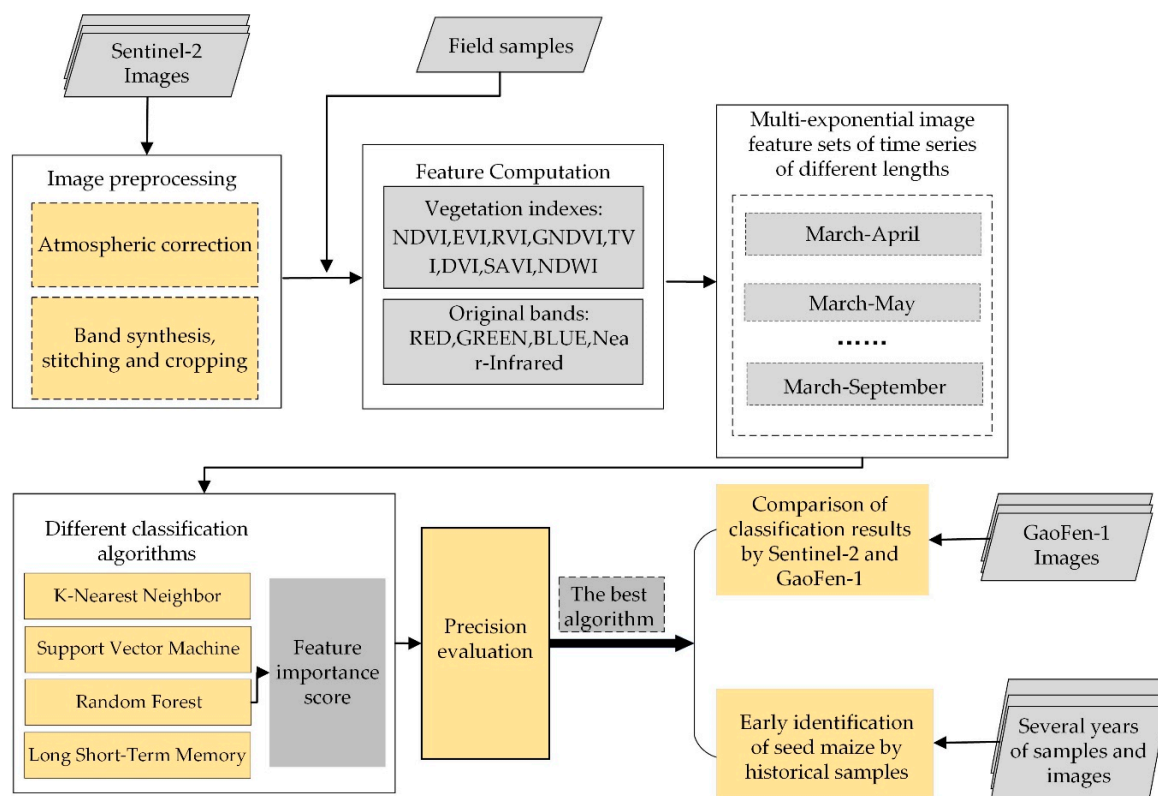 Sentinel-2
Images
Field samples
Image preprocessing
Atmospheric correction
Band synthesis,
stitching and cropping
Feature Computation
Vegetation indexes:
NDVI,EVI,RVI,GNDVI,TV
I,DVI,SAVI,NDWI
Original bands:
RED,GREEN,BLUE,Nea
r-Infrared
Multi-exponential image
feature sets of time series
of different lengths
March-April
March-May
......
March-September
Different classification
algorithms
K-Nearest Neighbor
Support Vector Machine
Random Forest
Long Short-Term Memory
Feature
importance
score
Precision
evaluation
The best
algorithm
Comparison of
classification results
by Sentinel-2 and
GaoFen-1
GaoFen-1
Images
Early identification
of seed maize by
historical samples
Several years
of samples and
images